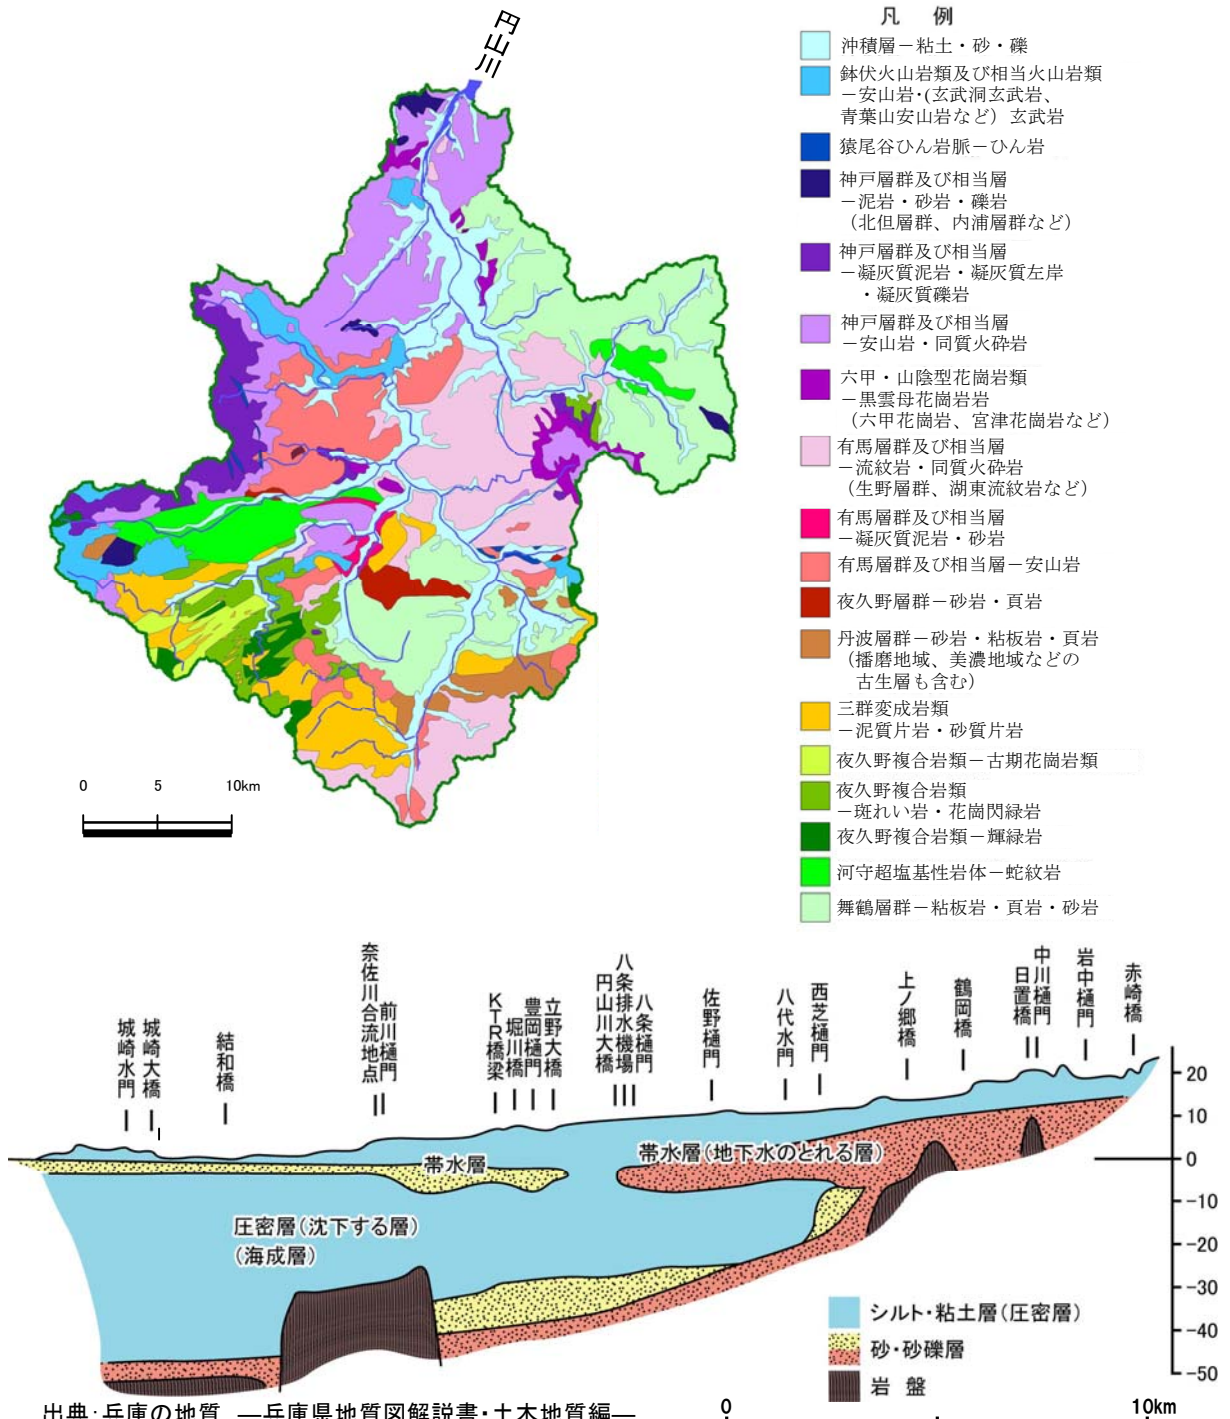 円山川
凡 例
沖積層－粘土・砂・礫
鉢伏火山岩類及び相当火山岩類
－安山岩・(玄武洞玄武岩、
青葉山安山岩など）玄武岩
猿尾谷ひん岩脈－ひん岩
神戸層群及び相当層
－泥岩・砂岩・礫岩
（北但層群、内浦層群など）
神戸層群及び相当層
－凝灰質泥岩・凝灰質左岸
・凝灰質礫岩
神戸層群及び相当層
－安山岩・同質火砕岩
六甲・山陰型花崗岩類
－黒雲母花崗岩岩
（六甲花崗岩、宮津花崗岩など）
有馬層群及び相当層
－流紋岩・同質火砕岩
（生野層群、湖東流紋岩など）
有馬層群及び相当層
－凝灰質泥岩・砂岩
有馬層群及び相当層－安山岩
夜久野層群－砂岩・頁岩
丹波層群－砂岩・粘板岩・頁岩
（播磨地域、美濃地域などの
古生層も含む）
三群変成岩類
－泥質片岩・砂質片岩
夜久野複合岩類－古期花崗岩類
夜久野複合岩類
－斑れい岩・花崗閃緑岩
夜久野複合岩類－輝緑岩
河守超塩基性岩体－蛇紋岩
舞鶴層群－粘板岩・頁岩・砂岩
0 5 10km
城崎水門
城崎大橋
結和橋
奈佐川合流地点
前川樋門
KTR橋梁
堀川橋
豊岡樋門
立野大橋
円山川大橋
八条排水機場
八条樋門
佐野樋門
八代水門
西芝樋門
上ノ郷橋
鶴岡橋
日置橋
中川樋門
岩中樋門
赤崎橋
20
10
0
-10
-20
-30
-40
-50
帯水層
帯水層(地下水のとれる層)
圧密層(沈下する層)
(海成層)
シルト・粘土層(圧密層)
砂・砂礫層
岩 盤
出典：兵庫の地質 ―兵庫県地質図解説書・土木地質編―
0 10km